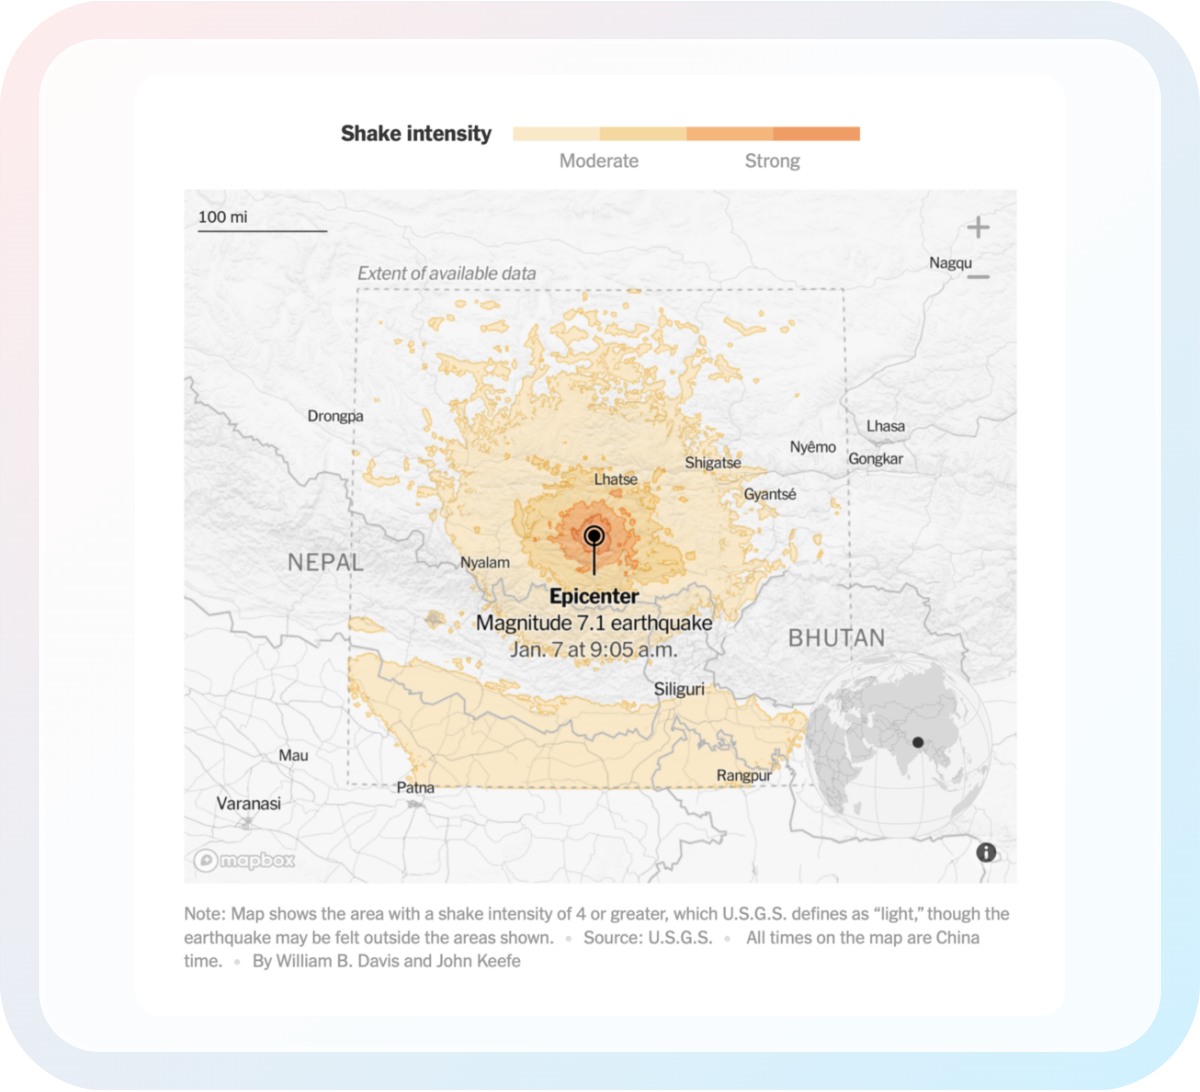 Shake intensity
Moderate
Strong
100 mi
Nagqu
Extent of available data
Drongpa
Lhasa
Nyêmo
Gongkar
Shigatse
Lhatse
Gyantsé
NEPAL
Nyalam
Epicenter
Magnitude 7.1 earthquake
Jan. 7 at 9:05 a.m.
BHUTAN
Siliguri
Mau
Rangpur
Patna
Varanasi
mapbox
Note: Map shows the area with a shake intensity of 4 or greater, which U.S.G.S. defines as “light,” though the
earthquake may be felt outside the areas shown. • Source: U.S.G.S. • All times on the map are China
time. • By William B. Davis and John Keefe